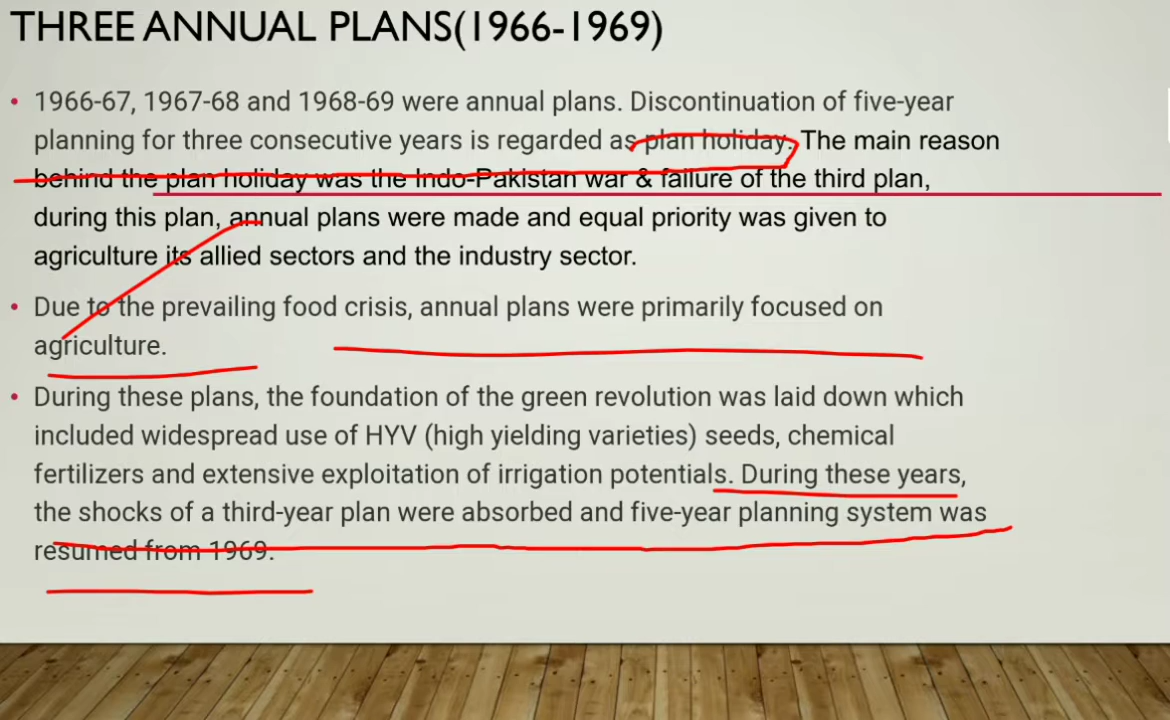 THREE ANNUAL PLANS(1966-1969)
• 1966-67, 1967-68 and 1968-69 were annual plans. Discontinuation of five-year
planning for three consecutive years is regarded as plan holiday. The main reason
behind the plan holiday was the Indo-Pakistan war & failure of the third plan,
during this plan, annual plans were made and equal priority was given to
agriculture its allied sectors and the industry sector.
• Due to the prevailing food crisis, annual plans were primarily focused on
agriculture.
• During these plans, the foundation of the green revolution was laid down which
included widespread use of HYV (high yielding varieties) seeds, chemical
fertilizers and extensive exploitation of irrigation potentials. During these years,
the shocks of a third-year plan were absorbed and five-year planning system was
resumed from 1969.